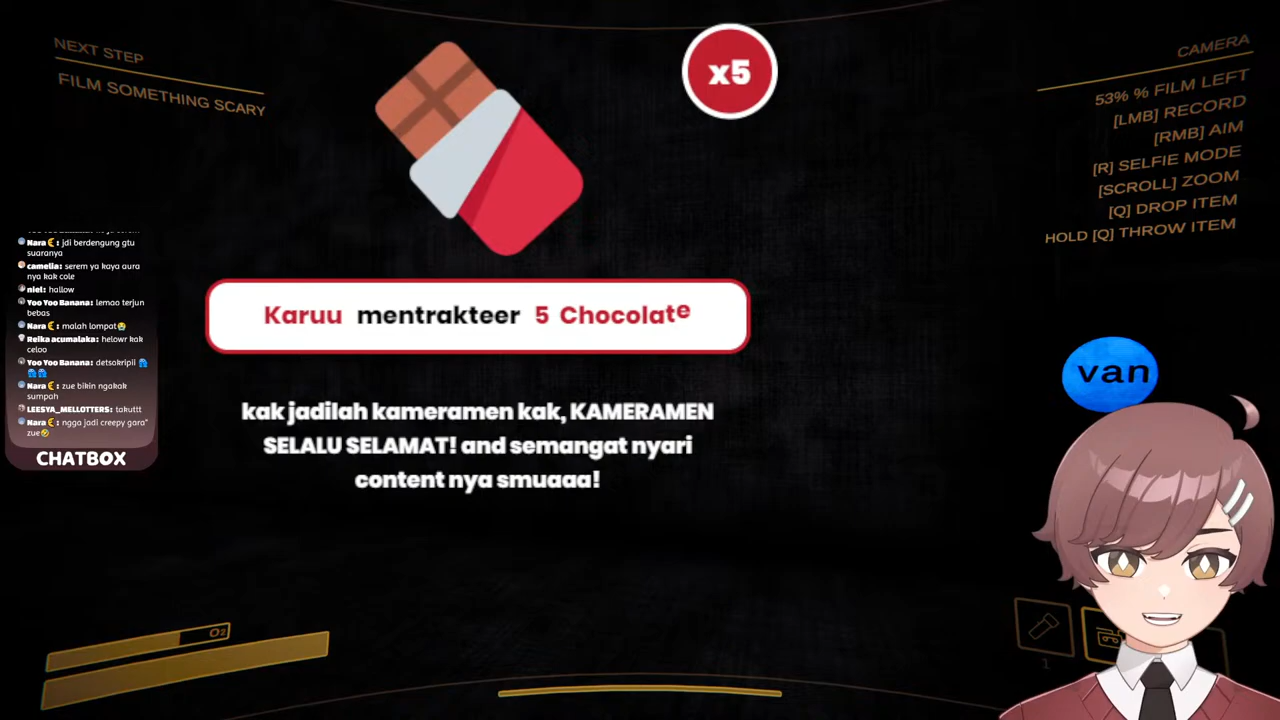 NEXT STEP
FILM SOMETHING SCARY
x5
CAMERA
53% % FILM LEFT
[LMB] RECORD
[RMB] AIM
[R] SELFIE MODE
[SCROLL] ZOOM
[Q] DROP ITEM
HOLD [Q] THROW ITEM
Nara : jdi berdengung gtu
suaranya
camelia: serem ya kaya aura
nya kak cole
niel: hallow
Yoo Yoo Banana: lemao terjun
bebas
Nara : malah lompat😭
Reika acumalaka: helowr kak
celoo
Yoo Yoo Banana: detsokripii
Nara : zue bikin ngakak
sumpah
LEESYA_MELLOTTERS: takuttt
Nara : ngga jadi creepy gara"
zue🤣
CHATBOX
Karuu mentrakteer 5 Chocolate
kak jadilah kameramen kak, KAMERAMEN
SELALU SELAMAT! and semangat nyari
content nya smuaaa!
van
O2
1